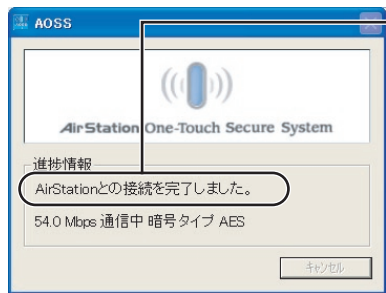 AOSS
AirStation One-Touch Secure System
進捗情報
AirStationとの接続を完了しました。
54.0 Mbps 通信中 暗号タイプ AES
キャンセル